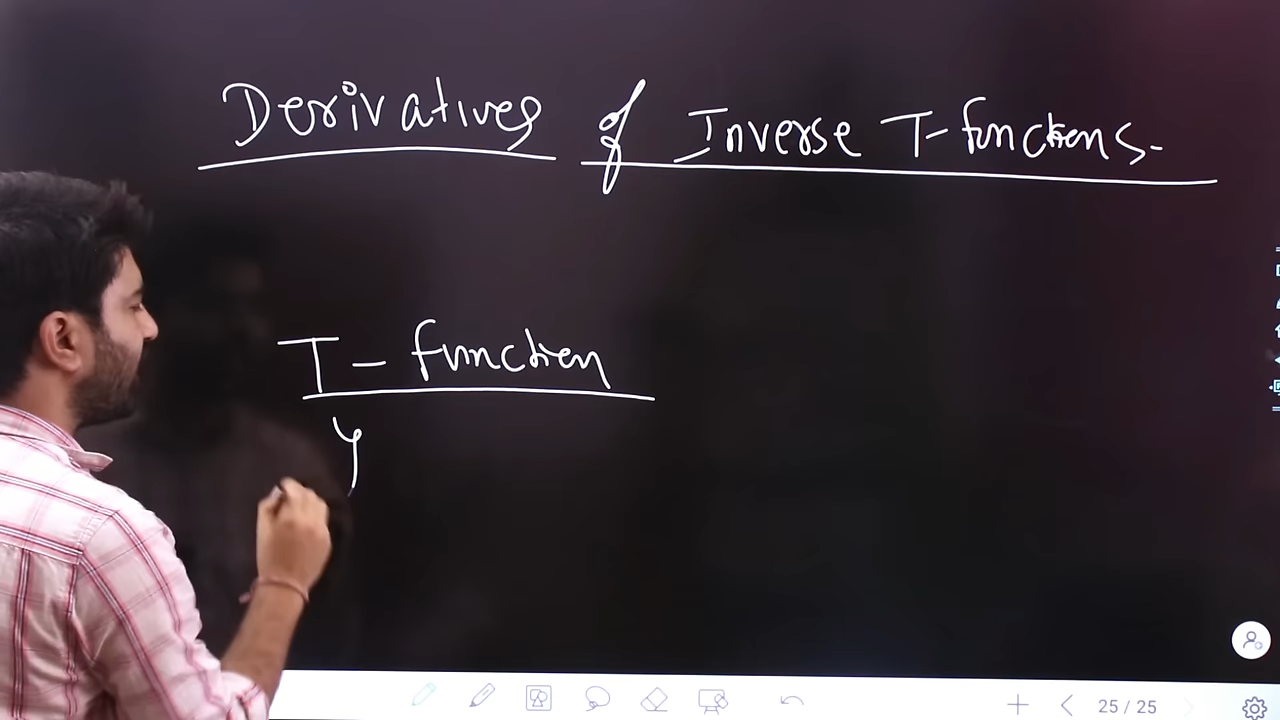 Derivatives of Inverse T-functions.
T - function
y
25 / 25